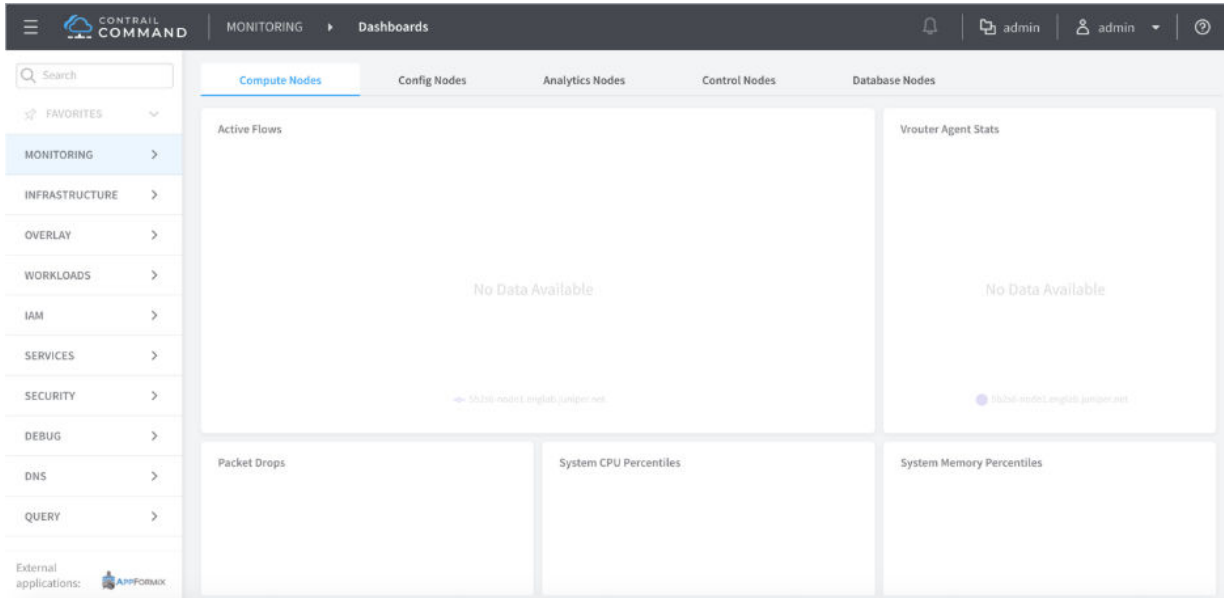 CONTRAIL
COMMAND
MONITORING
Dashboards
admin
admin
Search
FAVORITES
MONITORING
INFRASTRUCTURE
OVERLAY
WORKLOADS
IAM
SERVICES
SECURITY
DEBUG
DNS
QUERY
External
applications:
APPFORMIX
Compute Nodes
Config Nodes
Analytics Nodes
Control Nodes
Database Nodes
Active Flows
No Data Available
Vrouter Agent Stats
No Data Available
Packet Drops
System CPU Percentiles
System Memory Percentiles